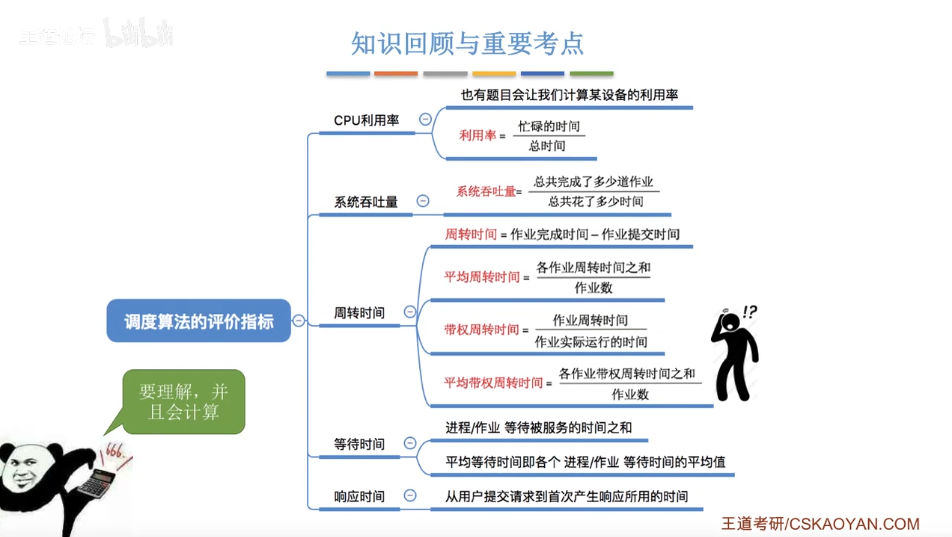 bilibili
知识回顾与重要考点
CPU利用率
也有题目会让我们计算某设备的利用率
利用率 = 忙碌的时间
总时间
系统吞吐量
系统吞吐量= 总共完成了多少道作业
总共花了多少时间
调度算法的评价指标
周转时间
周转时间 = 作业完成时间 – 作业提交时间
平均周转时间 = 各作业周转时间之和
作业数
带权周转时间 = 作业周转时间
作业实际运行的时间
平均带权周转时间 = 各作业带权周转时间之和
作业数
!?
要理解，并
且会计算
666.
等待时间
进程/作业 等待被服务的时间之和
平均等待时间即各个 进程/作业 等待时间的平均值
响应时间
从用户提交请求到首次产生响应所用的时间
王道考研/CSKAOYAN.COM